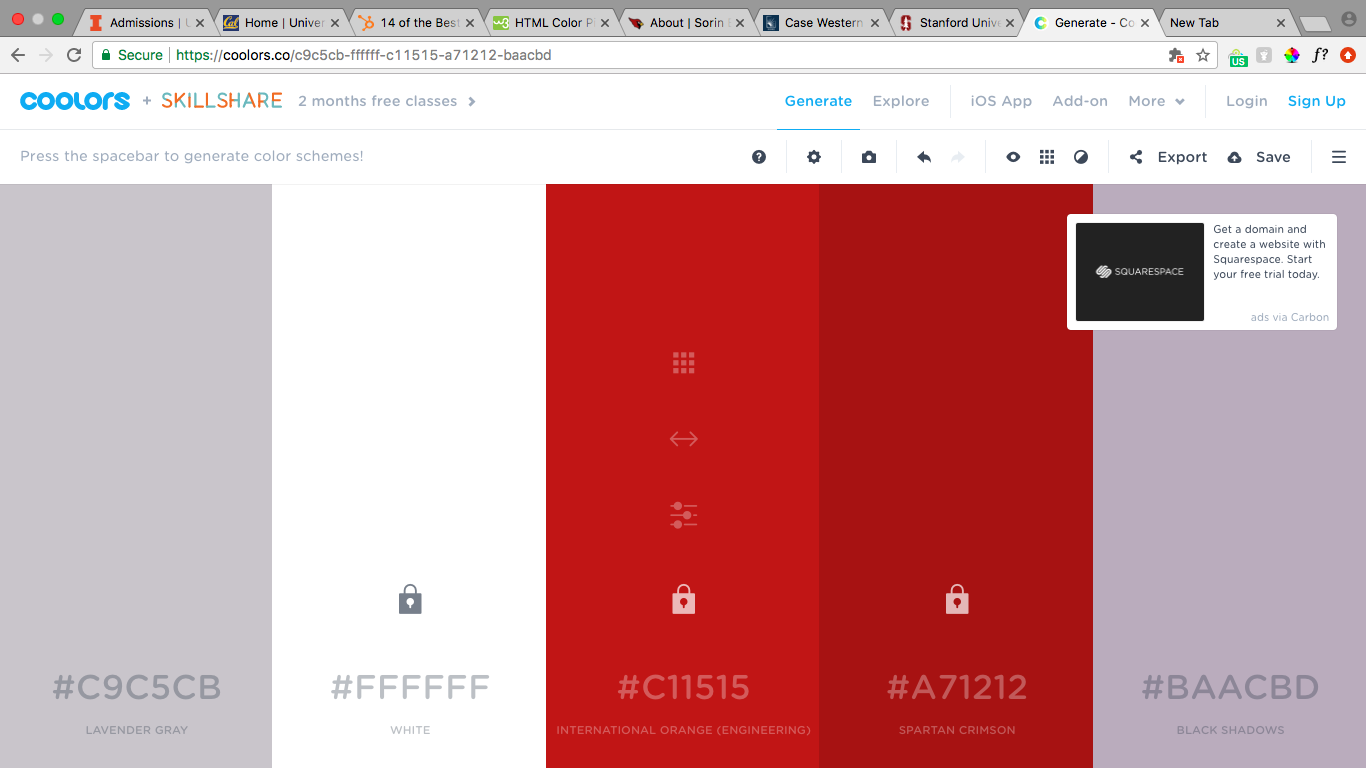 Admissions | U
Home | Univer
14 of the Best
HTML Color P
About | Sorin E
Case Western
Stanford Unive
Generate - Co
New Tab
Secure https://coolors.co/c9c5cb-ffffff-c11515-a71212-baacbd
US
f?
coolors + SKILLSHARE 2 months free classes
Generate Explore iOS App Add-on More Login Sign Up
Press the spacebar to generate color schemes!
Export Save
Get a domain and
create a website with
Squarespace. Start
your free trial today.
SQUARESPACE
ads via Carbon
#C9C5CB
LAVENDER GRAY
#FFFFFF
WHITE
#C11515
INTERNATIONAL ORANGE (ENGINEERING)
#A71212
SPARTAN CRIMSON
#BAACBD
BLACK SHADOWS